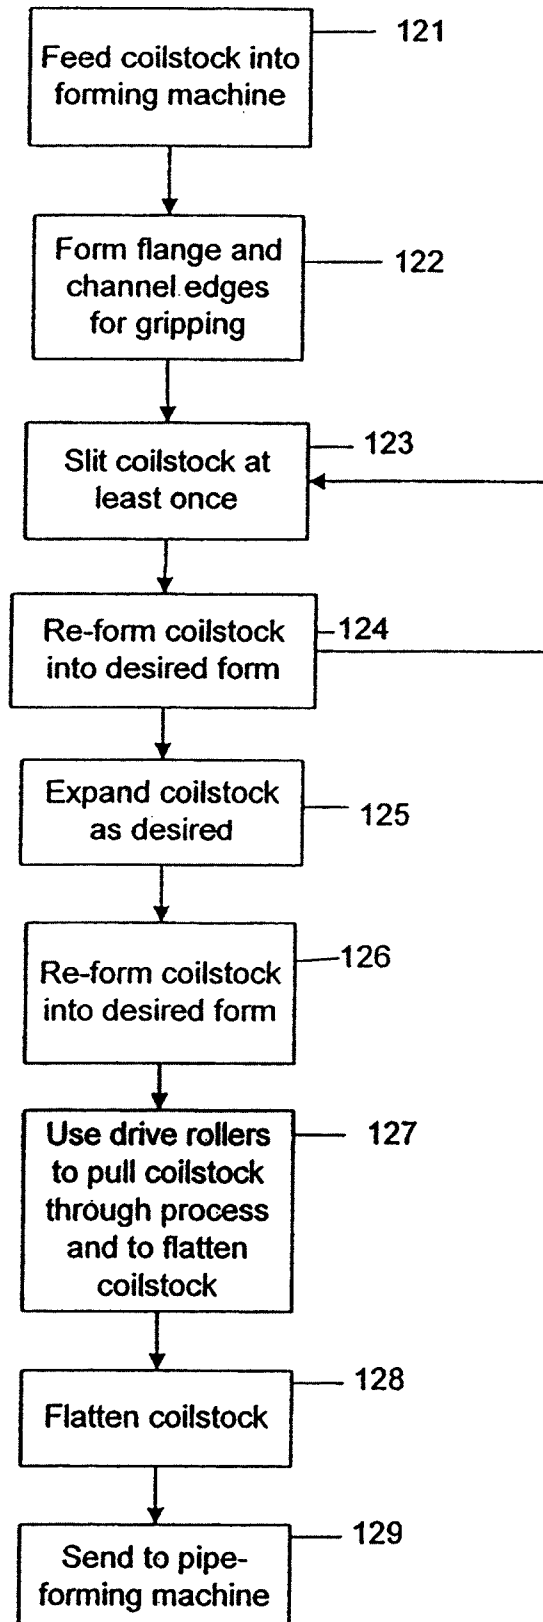 Feed coilstock into
forming machine
121
Form flange and
channel edges
for gripping
122
Slit coilstock at
least once
123
Re-form coilstock
into desired form
124
Expand coilstock
as desired
125
Re-form coilstock
into desired form
126
Use drive rollers
to pull coilstock
through process
and to flatten
coilstock
127
Flatten coilstock
128
Send to pipe-
forming machine
129